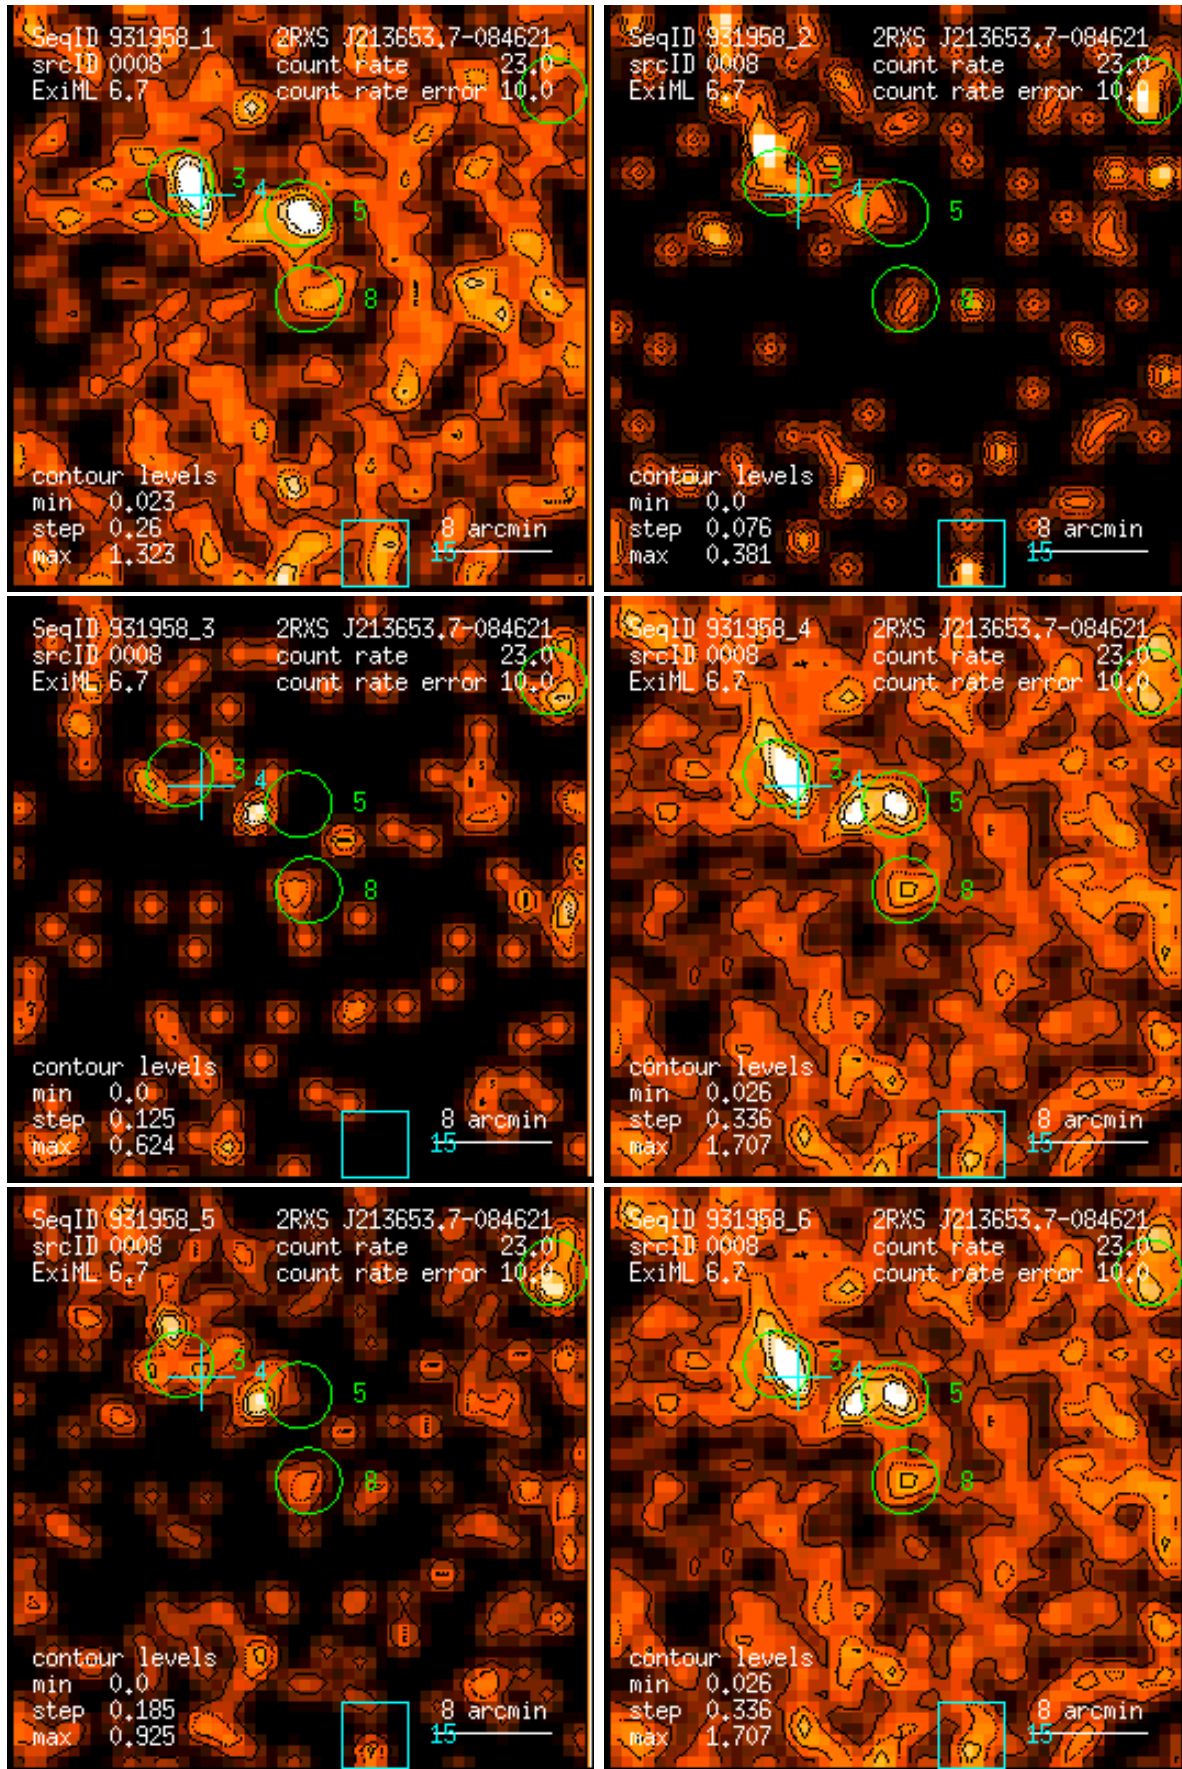 SeqID 931958_1 2RXS J213653.7-084621
srcID 0008 count rate 23.0
ExiML 6.7 count rate error 10.0
3
4
5
8
contour levels
min 0.023
step 0.26 8 arcmin
max 1.323 15
SeqID 931958_2 2RXS J213653.7-084621
srcID 0008 count rate 23.0
ExiML 6.7 count rate error 10.0
3
4
5
8
contour levels
min 0.0
step 0.076 8 arcmin
max 0.381 15
SeqID 931958_3 2RXS J213653.7-084621
srcID 0008 count rate 23.0
ExiML 6.7 count rate error 10.0
3
4
5
8
contour levels
min 0.0
step 0.125 8 arcmin
max 0.624 15
SeqID 931958_4 2RXS J213653.7-084621
srcID 0008 count rate 23.0
ExiML 6.7 count rate error 10.0
3
4
5
8
contour levels
min 0.026
step 0.336 8 arcmin
max 1.707 15
SeqID 931958_5 2RXS J213653.7-084621
srcID 0008 count rate 23.0
ExiML 6.7 count rate error 10.0
3
4
5
8
contour levels
min 0.0
step 0.185 8 arcmin
max 0.925 15
SeqID 931958_6 2RXS J213653.7-084621
srcID 0008 count rate 23.0
ExiML 6.7 count rate error 10.0
3
4
5
8
contour levels
min 0.026
step 0.336 8 arcmin
max 1.707 15